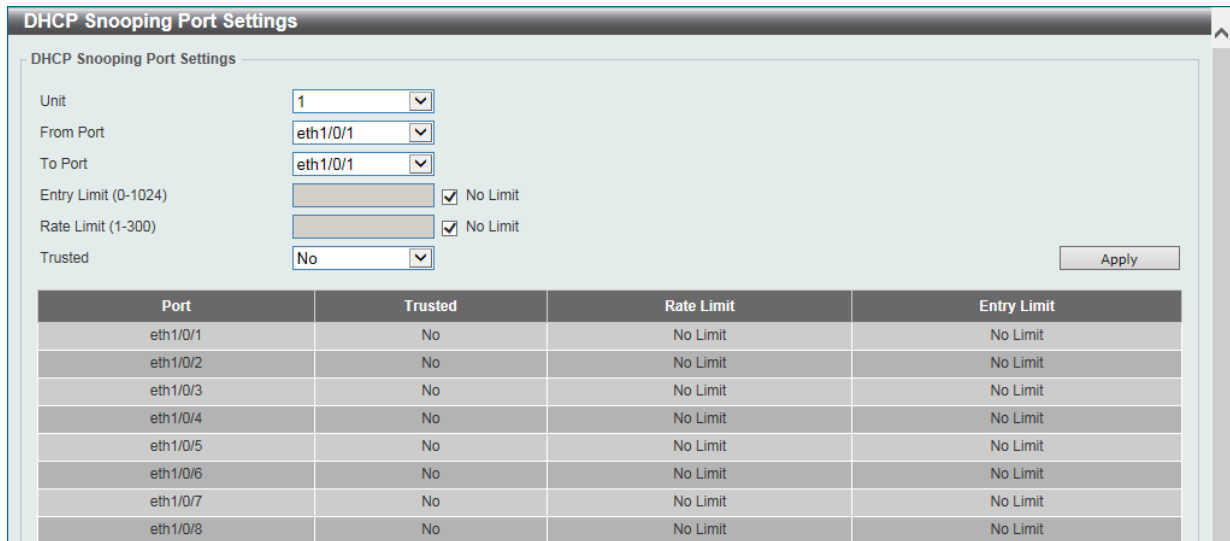 DHCP Snooping Port Settings
DHCP Snooping Port Settings
Unit 1
From Port eth1/0/1
To Port eth1/0/1
Entry Limit (0-1024) No Limit
Rate Limit (1-300) No Limit
Trusted No Apply
Port Trusted Rate Limit Entry Limit
eth1/0/1 No No Limit No Limit
eth1/0/2 No No Limit No Limit
eth1/0/3 No No Limit No Limit
eth1/0/4 No No Limit No Limit
eth1/0/5 No No Limit No Limit
eth1/0/6 No No Limit No Limit
eth1/0/7 No No Limit No Limit
eth1/0/8 No No Limit No Limit